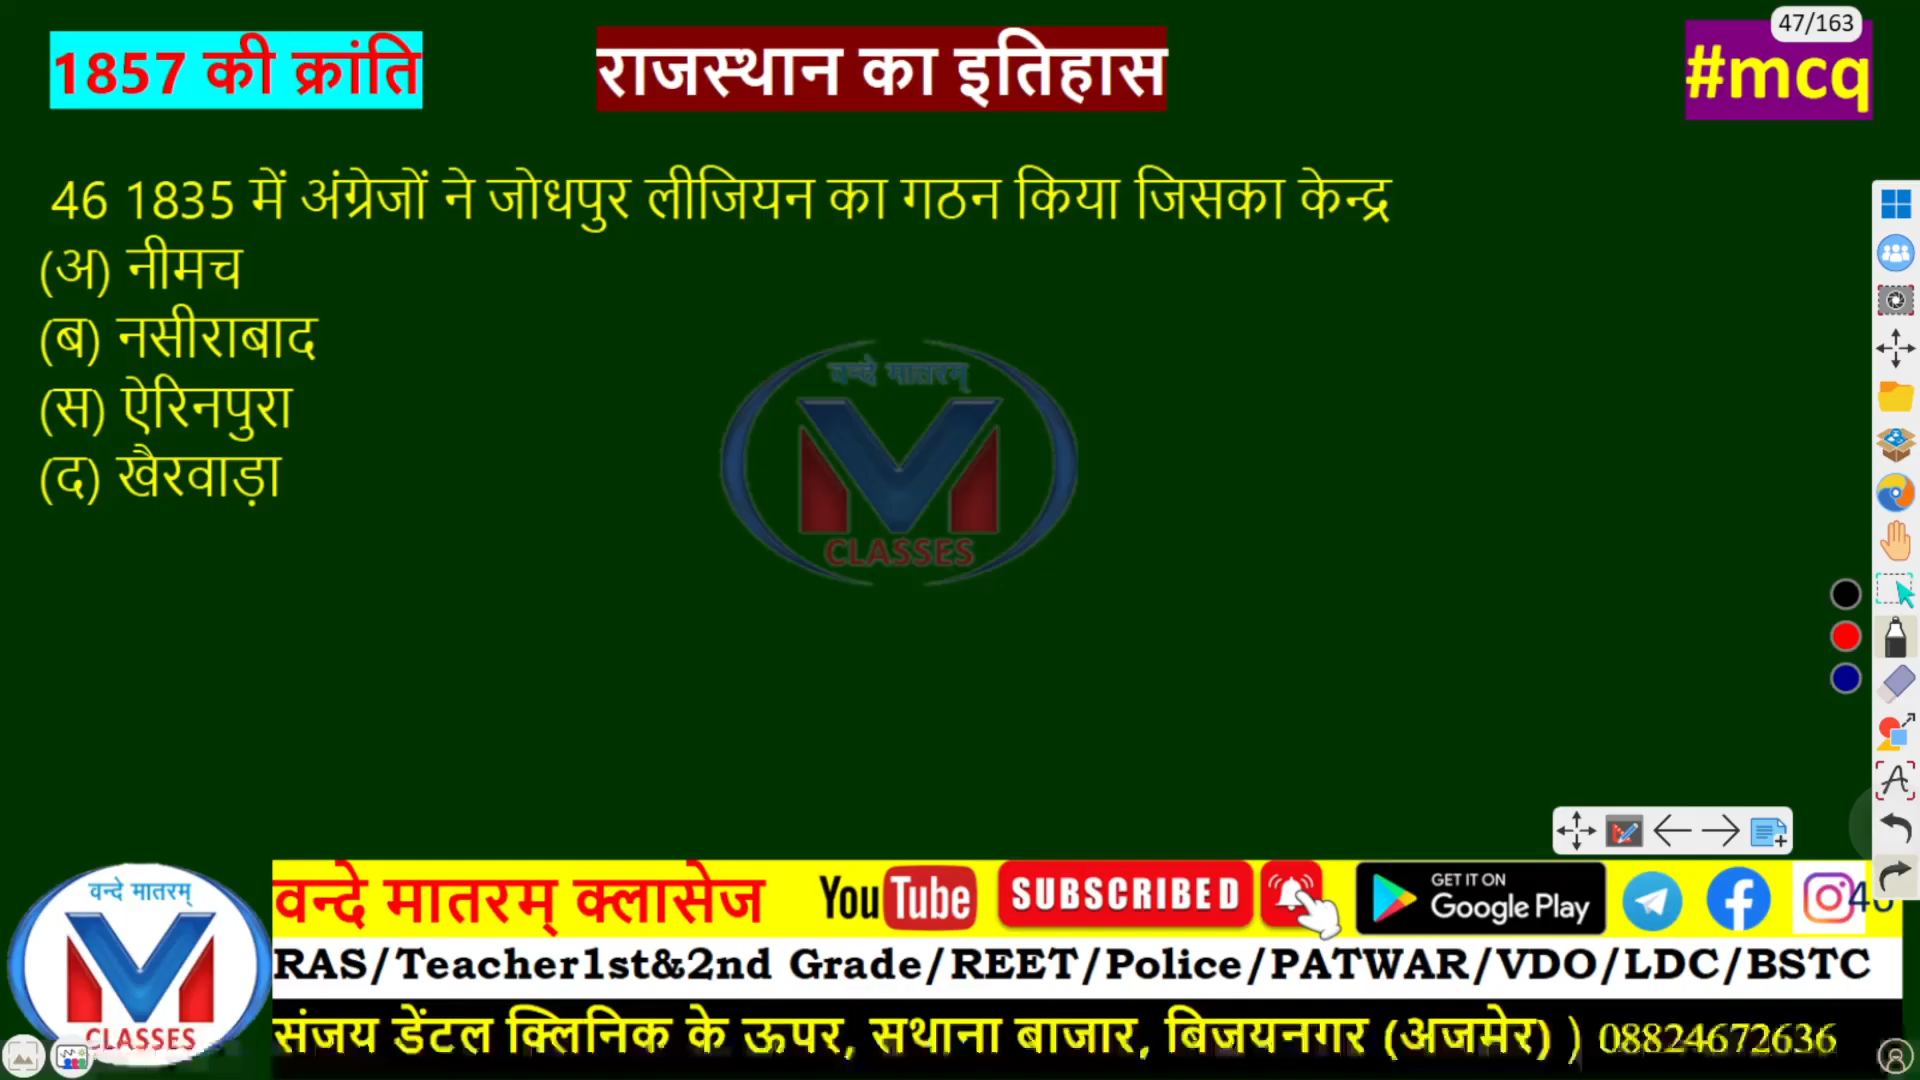 47/163
1857 की क्रांति
राजस्थान का इतिहास
#mcq
46 1835 में अंग्रेजों ने जोधपुर लीजियन का गठन किया जिसका केन्द्र
(अ) नीमच
(ब) नसीराबाद
(स) ऐरिनपुरा
(द) खैरवाड़ा
वन्दे मातरम्
CLASSES
वन्दे मातरम्
CLASSES
वन्दे मातरम् क्लासेज
YouTube
SUBSCRIBED
GET IT ON
Google Play
RAS/Teacher1st&2nd Grade/REET/Police/PATWAR/VDO/LDC/BSTC
संजय डेंटल क्लिनिक के ऊपर, सथाना बाजार, बिजयनगर (अजमेर) ) 08824672636